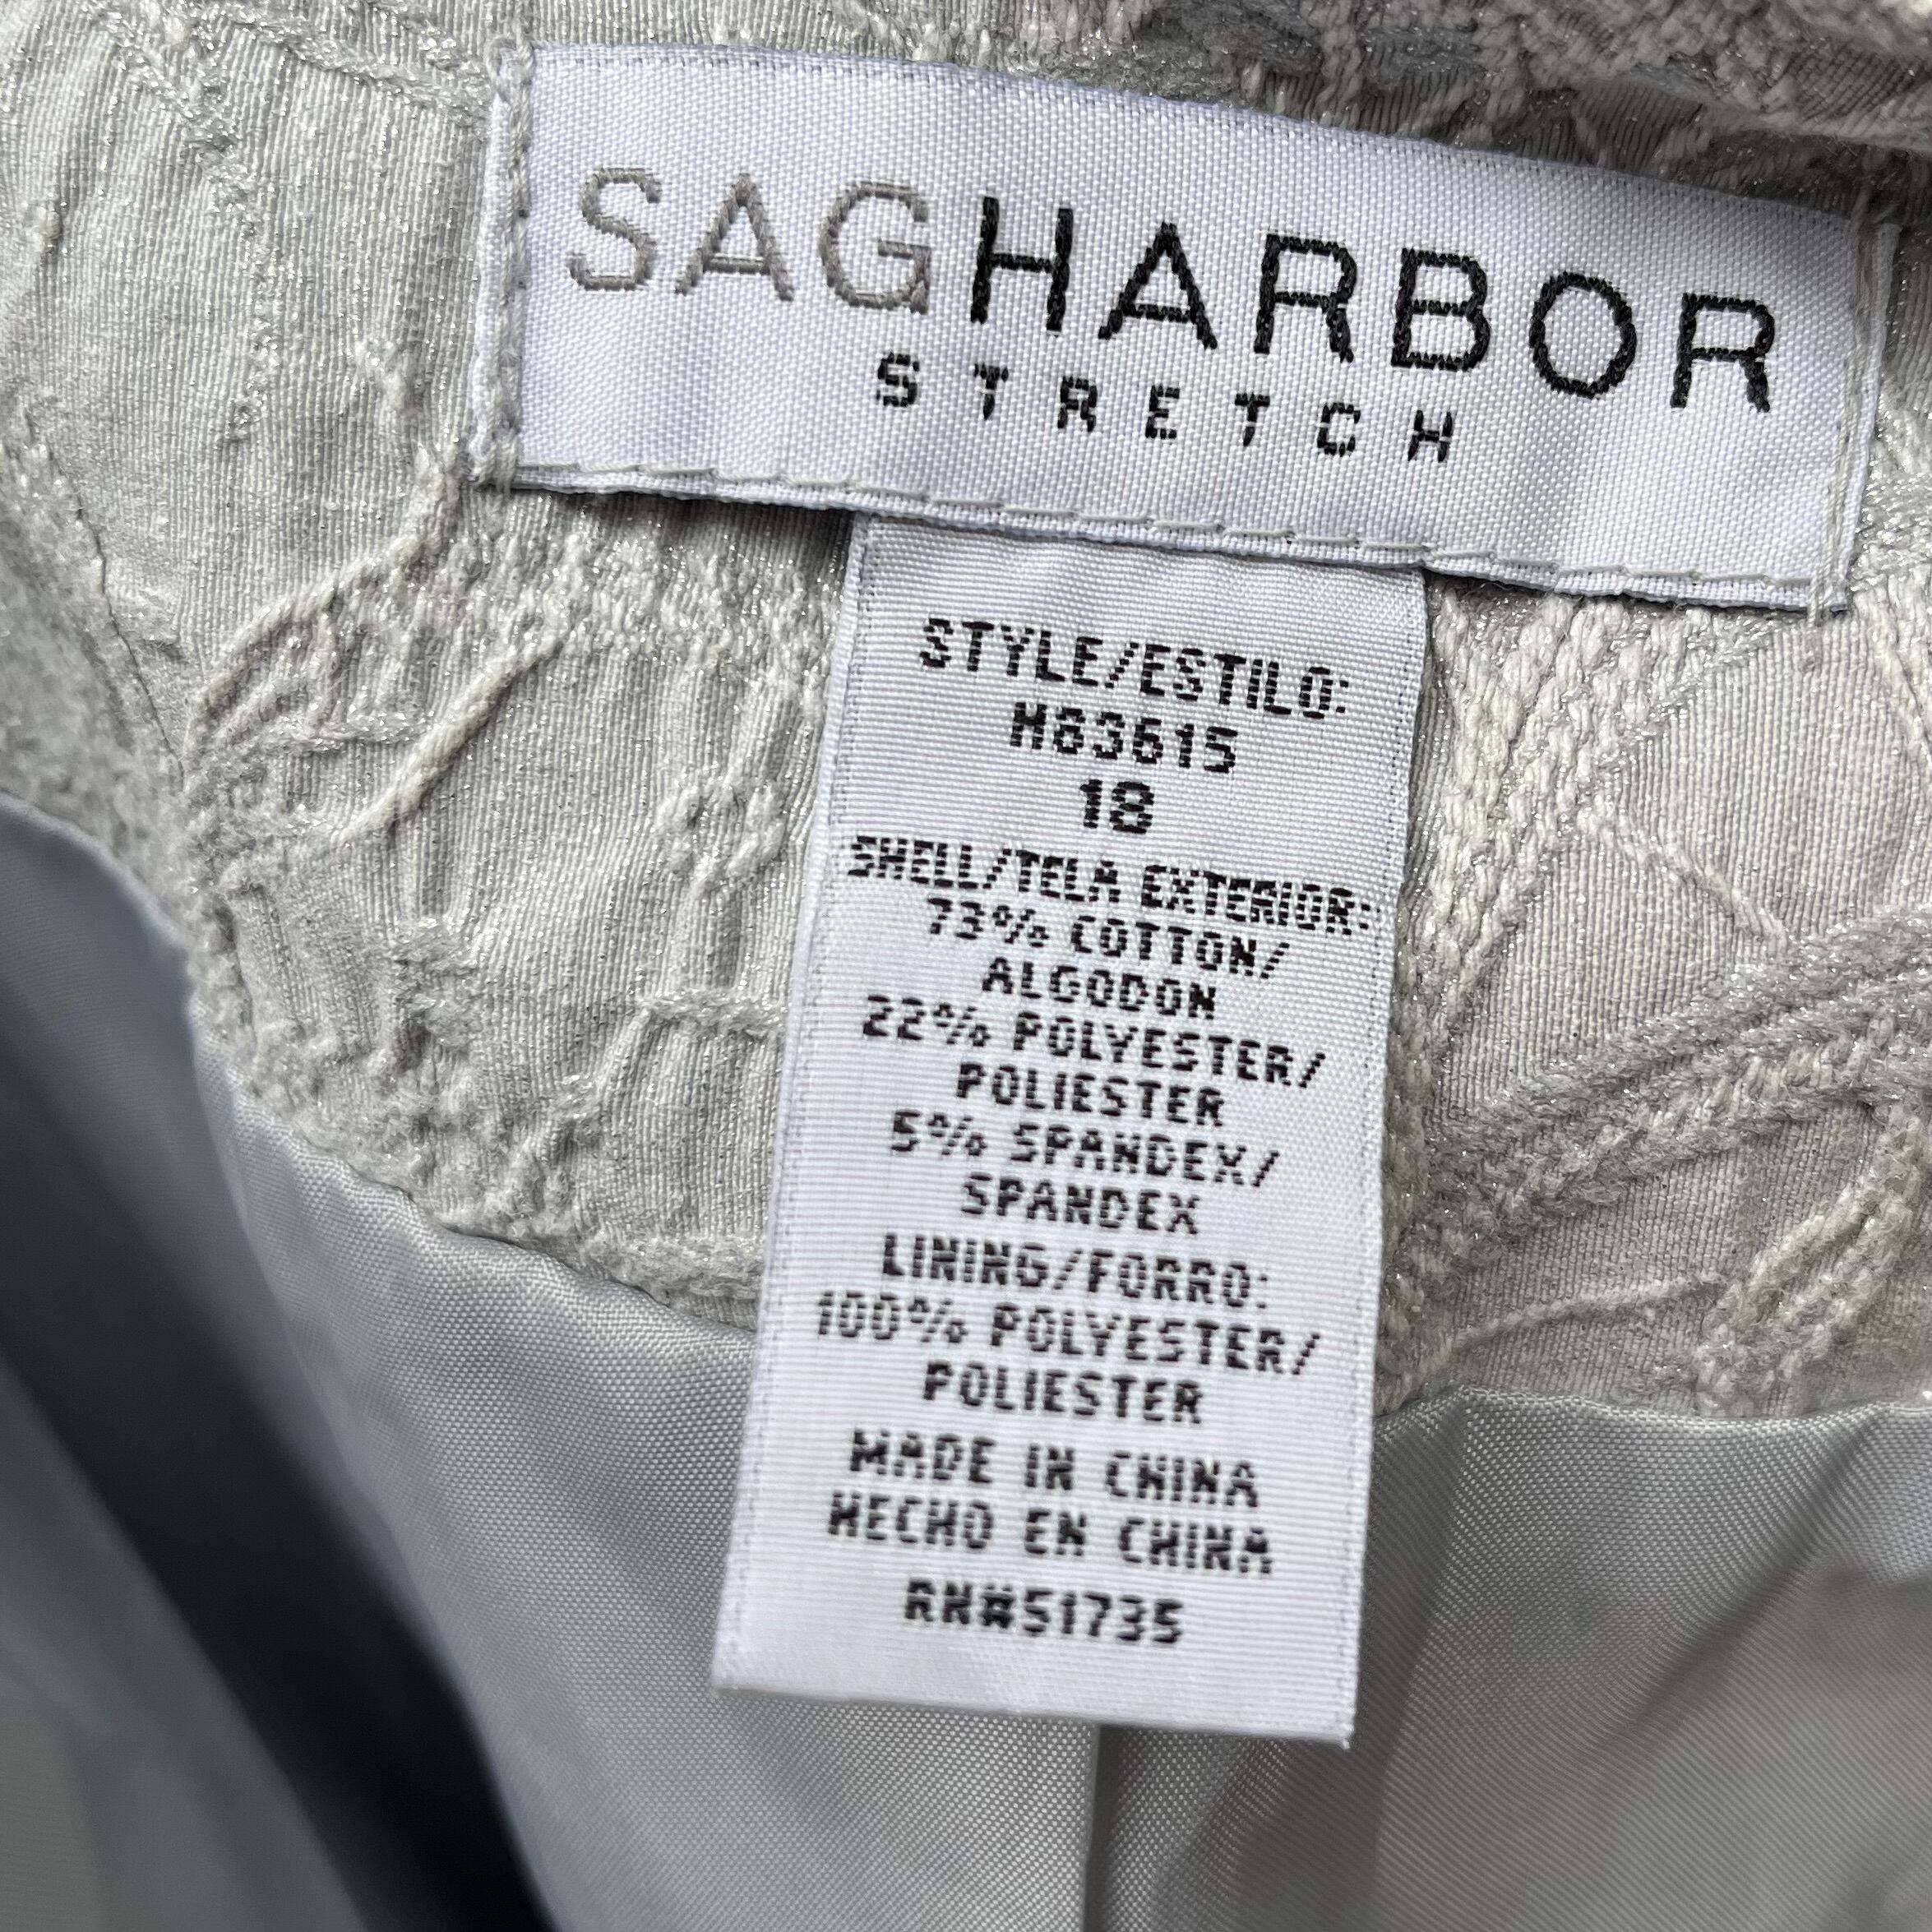 SAGHARBOR
STRETCH
STYLE/ESTILO:
H83615
18
SHELL/TELA EXTERIOR:
73% COTTON/
ALGODON
22% POLYESTER/
POLIESTER
5% SPANDEX/
SPANDEX
LINING/FORRO:
100% POLYESTER/
POLIESTER
MADE IN CHINA
HECHO EN CHINA
RN#51735